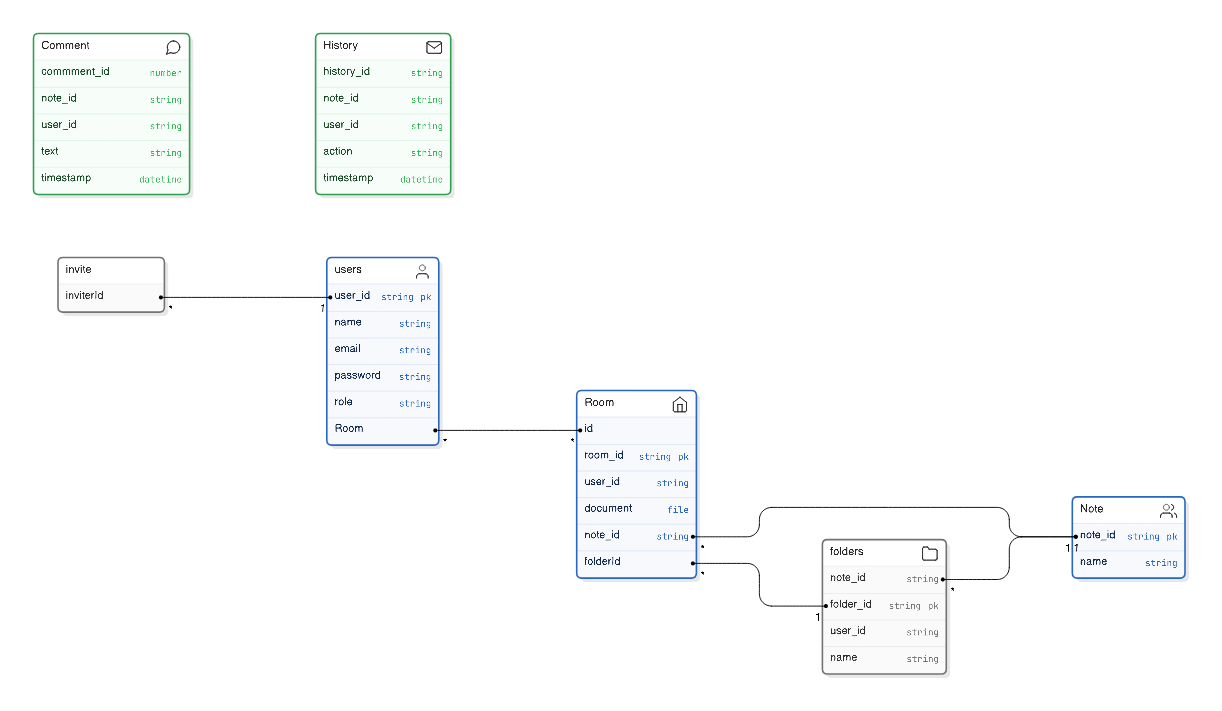 Comment
commment_id number
note_id string
user_id string
text string
timestamp datetime
History
history_id string
note_id string
user_id string
action string
timestamp datetime
invite
inviterId
*
1
users
user_id string pk
name string
email string
password string
role string
Room
*
*
Room
id
room_id string pk
user_id string
document file
note_id string
folderId
*
*
1
folders
note_id string
folder_id string pk
user_id string
name string
*
1 1
Note
note_id string pk
name string